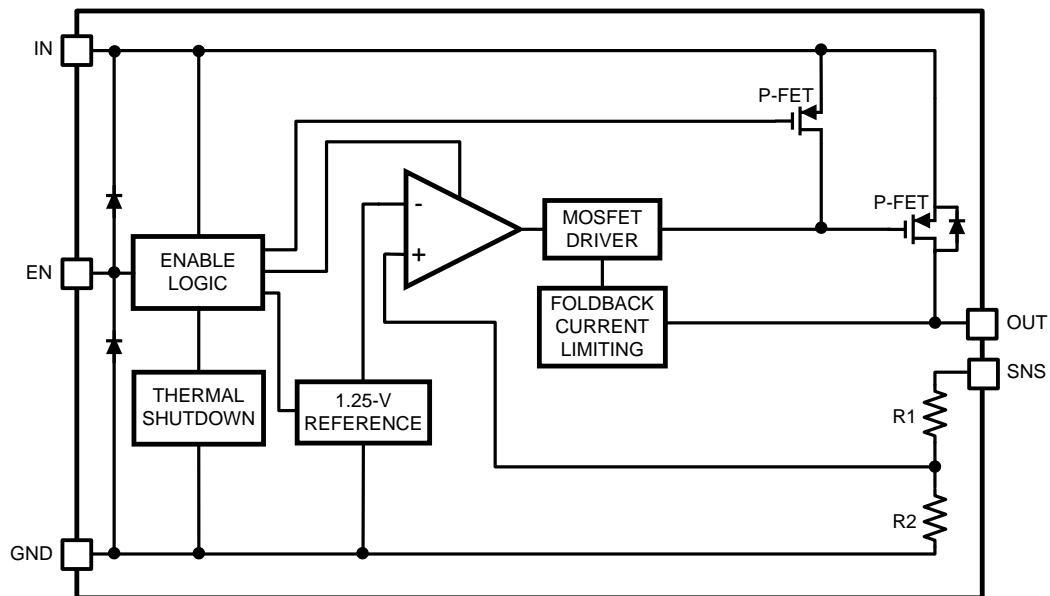 IN
P-FET
P-FET
-
+
MOSFET
DRIVER
EN
ENABLE
LOGIC
FOLDBACK
CURRENT
LIMITING
OUT
SNS
THERMAL
SHUTDOWN
1.25-V
REFERENCE
R1
R2
GND